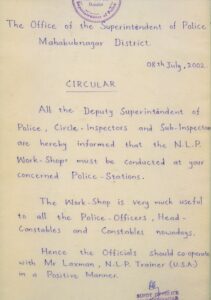 The Office of the Superintendent of Police
Mahabubnagar District.
08th July, 2002.
CIRCULAR
All the Deputy Superintendent of
Police, Circle-Inspectors and Sub-Inspectors
are hereby informed that the N.L.P.
Work-Shops must be conducted at your
concerned Police-Stations.
The Work-Shop is very much useful
to all the Police-Officers, Head-
Constables and Constables nowadays.
Hence the Officials should co-operate
with Mr Laxman, N.L.P. Trainer (U.S.A)
in a Positive Manner.